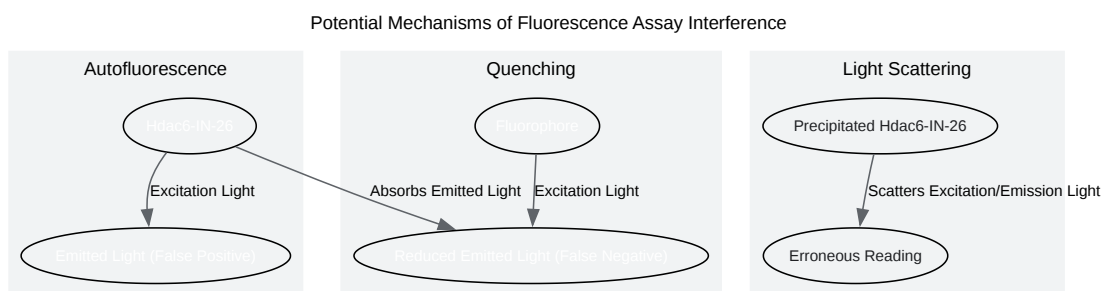 Potential Mechanisms of Fluorescence Assay Interference
Autofluorescence
Quenching
Light Scattering
Hdac6-IN-26
Fluorophore
Precipitated Hdac6-IN-26
Excitation Light
Absorbs Emitted Light
Excitation Light
Scatters Excitation/Emission Light
Emitted Light (False Positive)
Reduced Emitted Light (False Negative)
Erroneous Reading